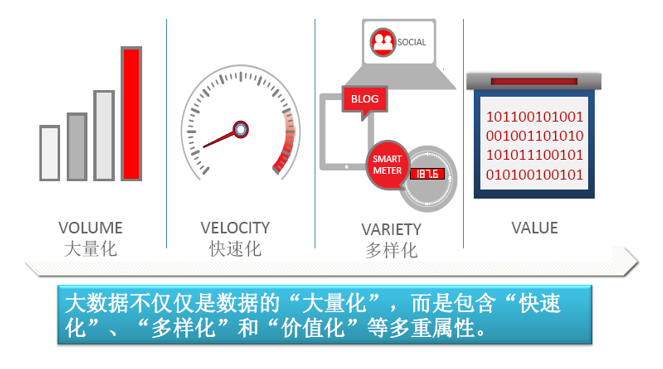 SOCIAL
BLOG
SMART
METER
187.6
101100101001
001001101010
101011100101
010100100101
VOLUME
大量化
VELOCITY
快速化
VARIETY
多样化
VALUE
大数据不仅仅是数据的“大量化”，而是包含“快速
化”、“多样化”和“价值化”等多重属性。